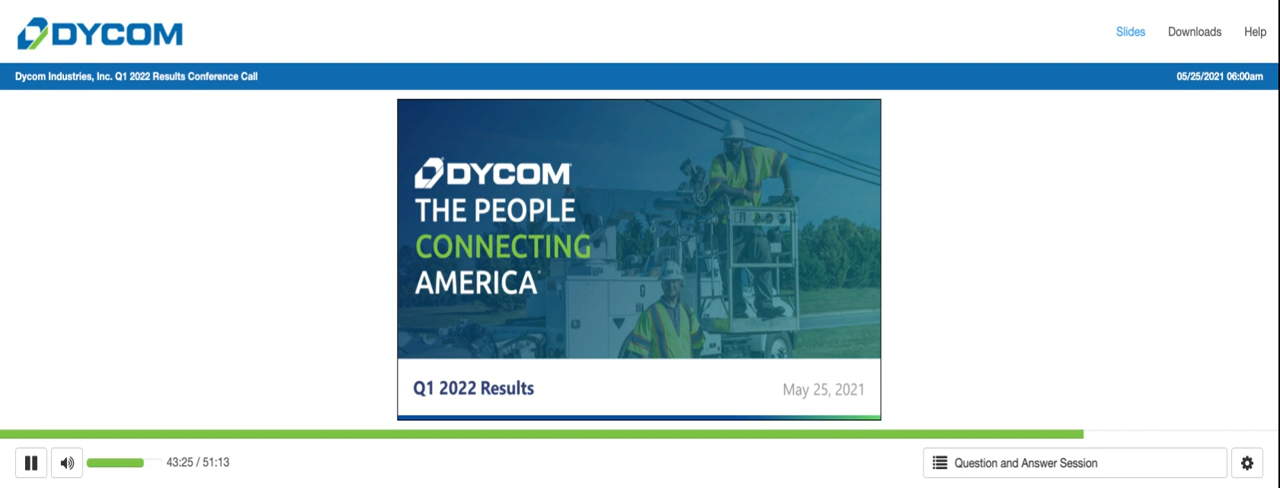 DYCOM
Slides Downloads Help
Dycom Industries, Inc. Q1 2022 Results Conference Call 05/25/2021 06:00am
DYCOM
THE PEOPLE
CONNECTING
AMERICA
Q1 2022 Results May 25, 2021
43:25 / 51:13 Question and Answer Session